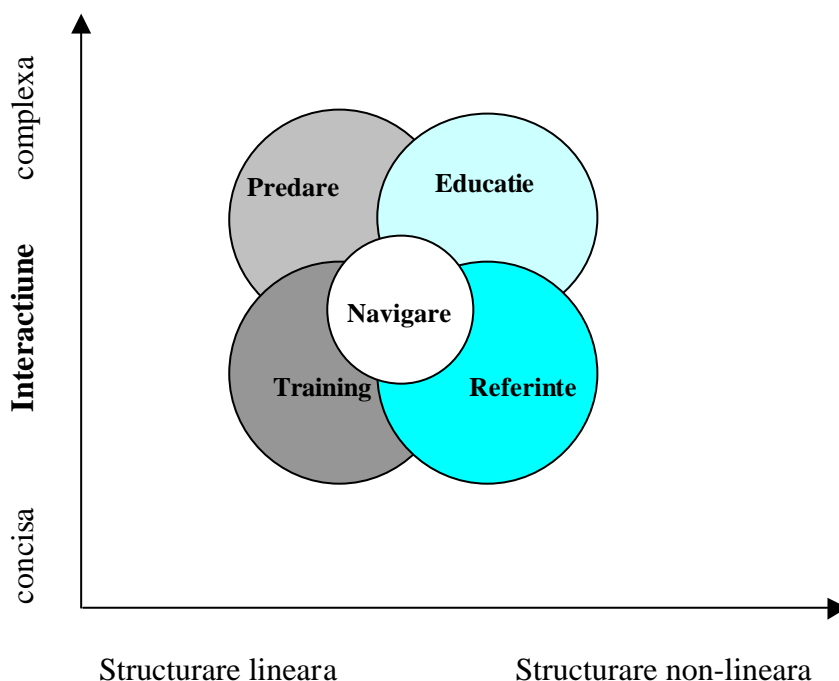 complexa
Predare
Educatie
Interactiune
Navigare
Training
Referinte
concisa
Structurare lineara
Structurare non-lineara